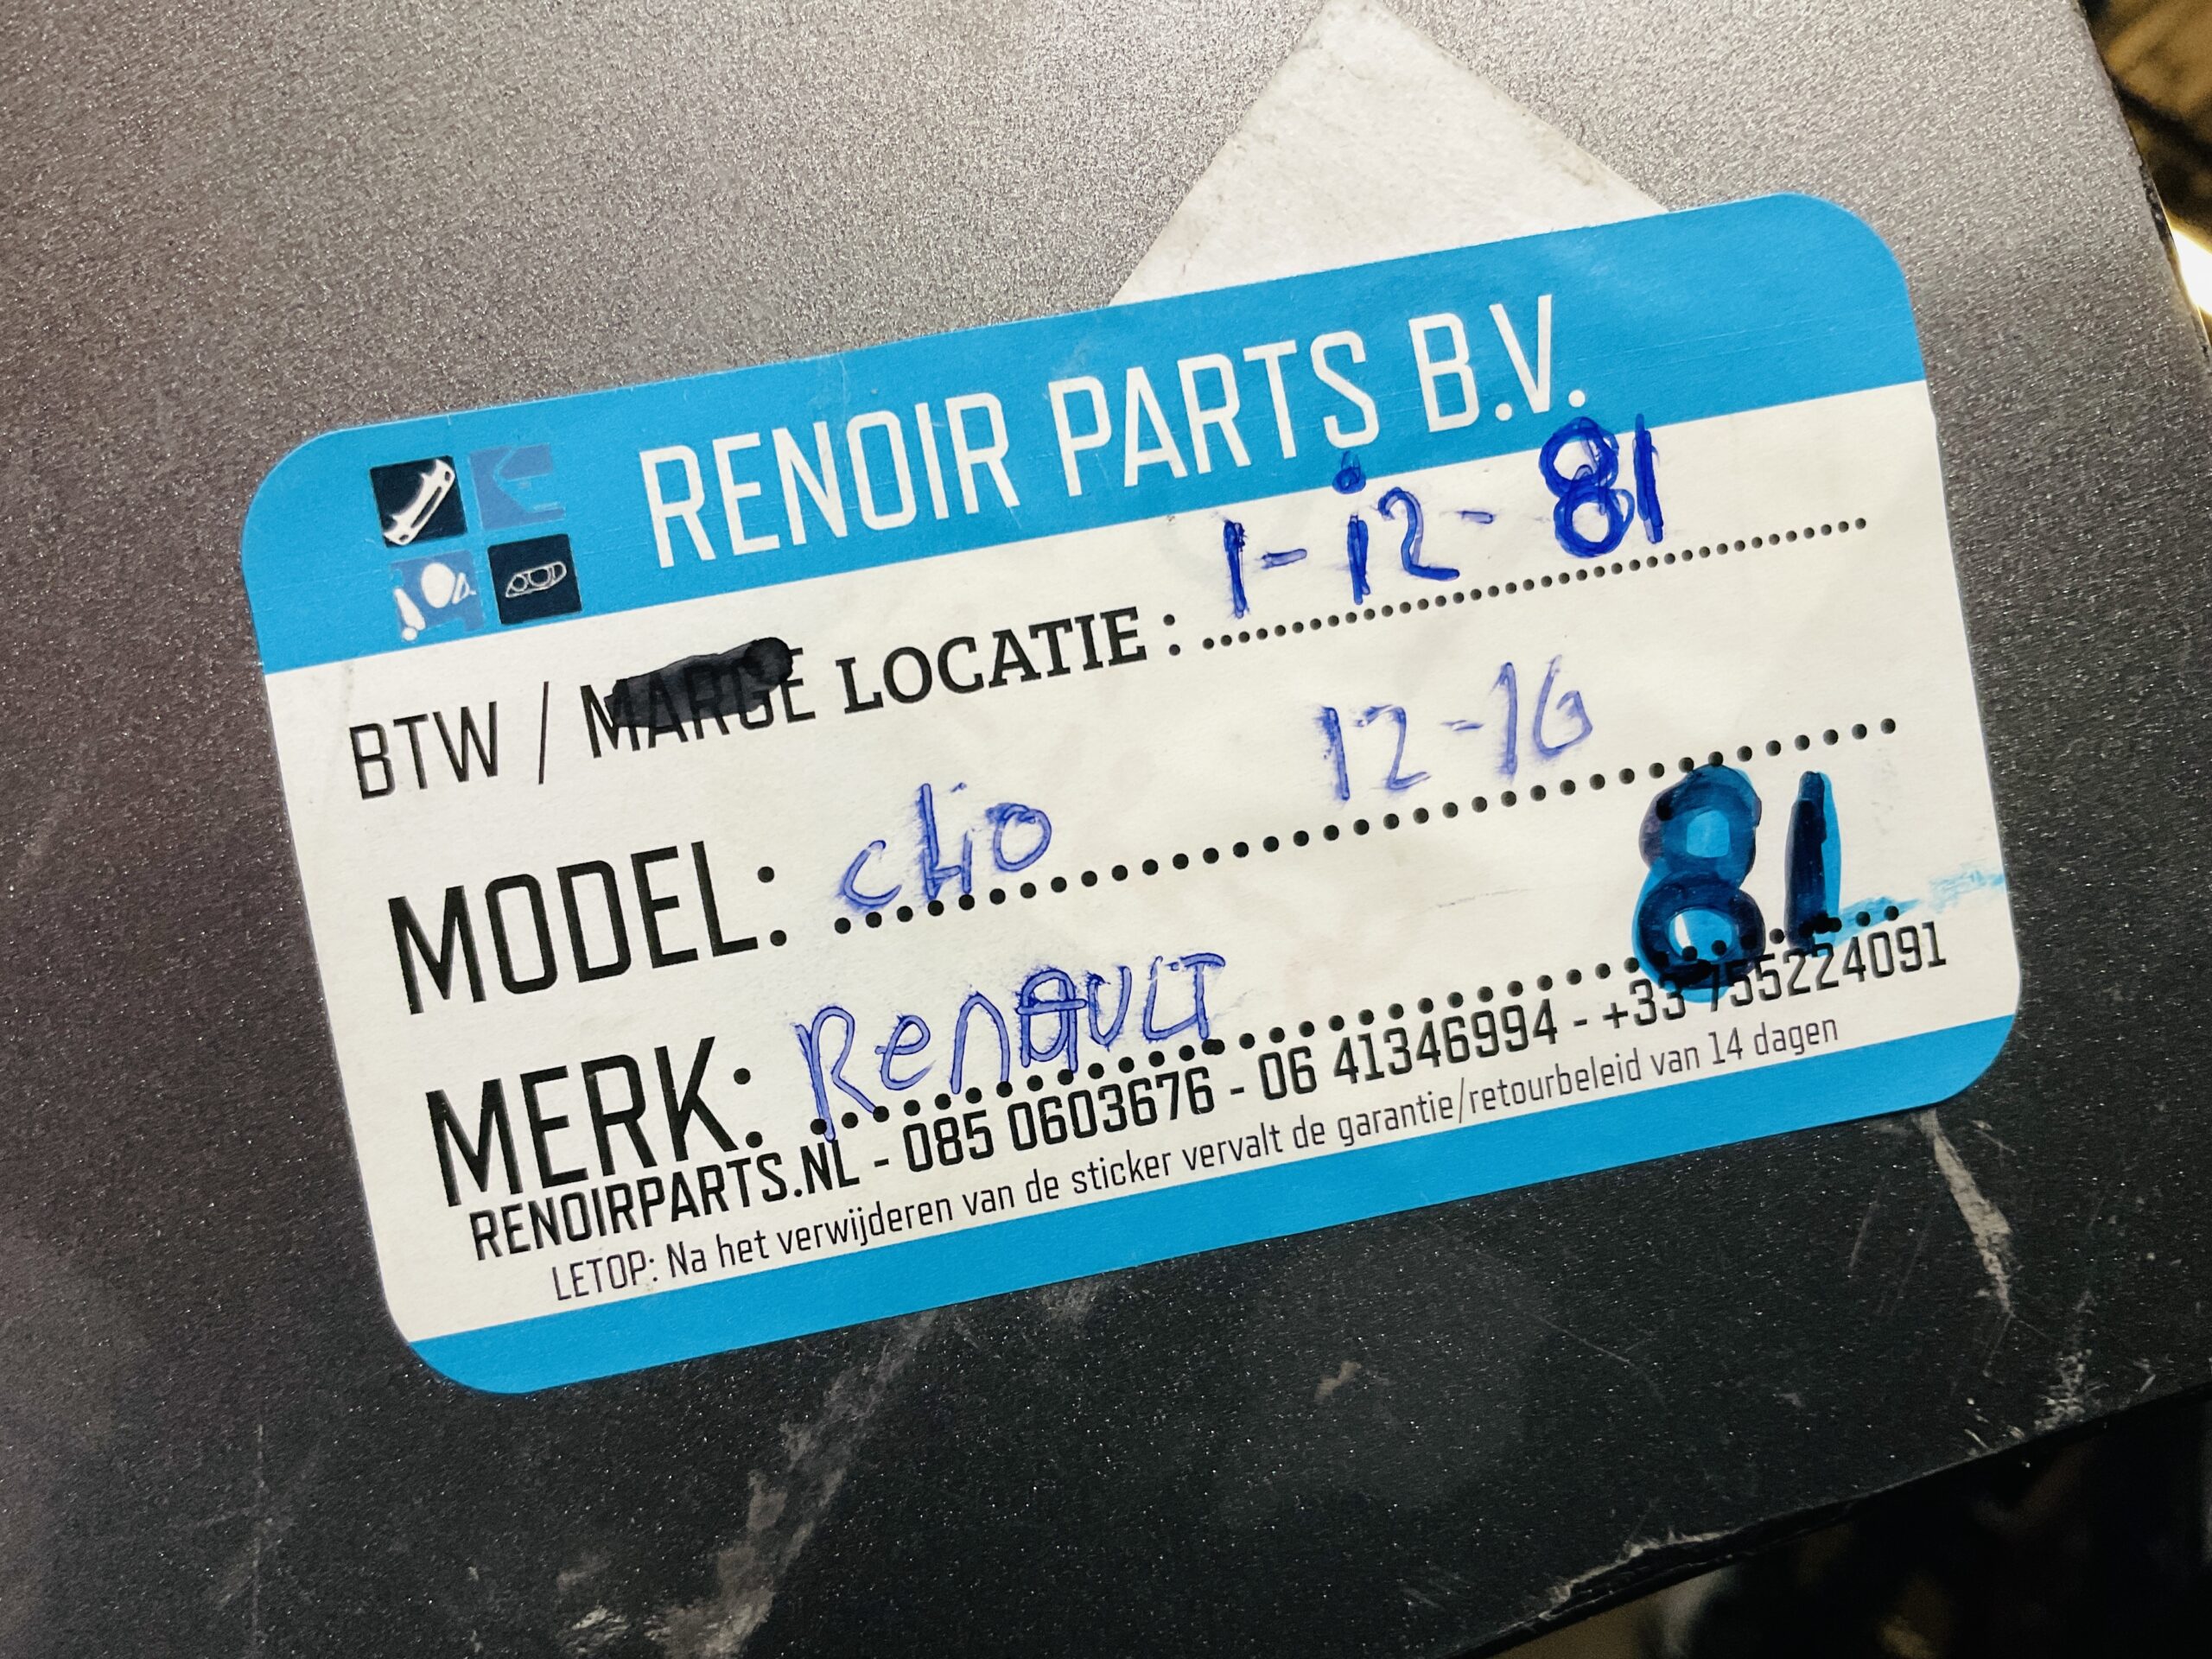 RENOIR PARTS B.V.
BTW / MARGE LOCATIE : 1-12-81
12-16
MODEL: clio
81
MERK: RenAULT
RENOIRPARTS.NL - 085 0603676 - 06 41346994 - +33 755224091
LETOP: Na het verwijderen van de sticker vervalt de garantie/retourbeleid van 14 dagen